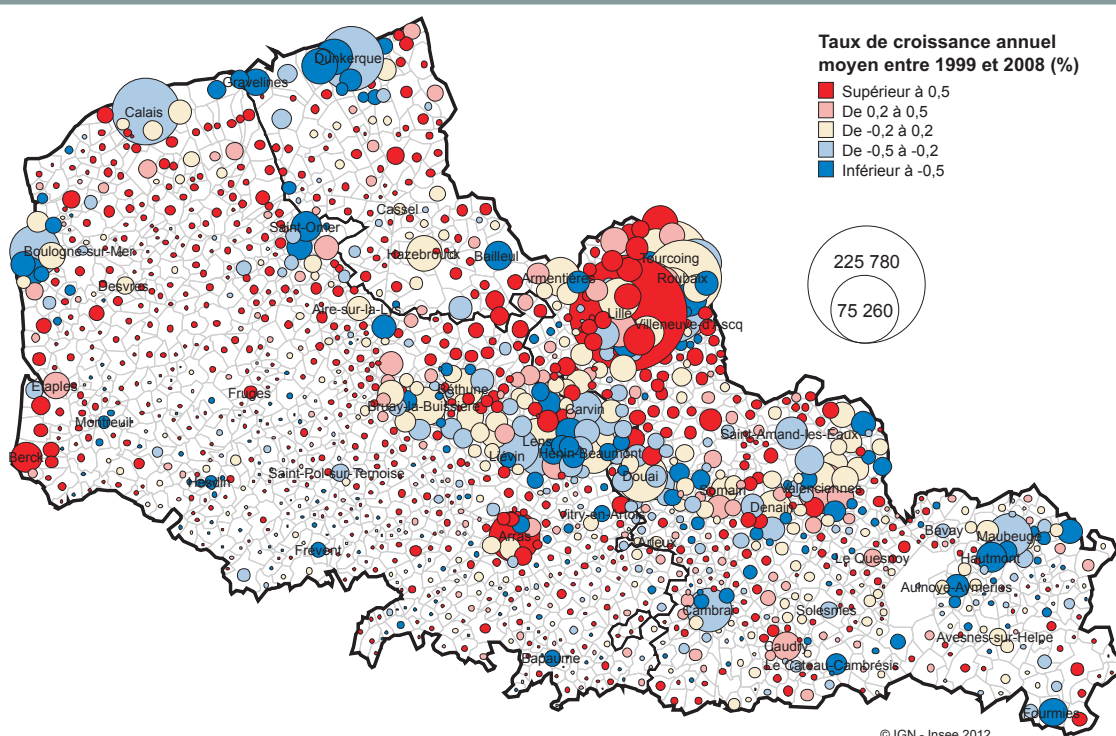 Taux de croissance annuel
moyen entre 1999 et 2008 (%)
Supérieur à 0,5
De 0,2 à 0,5
De -0,2 à 0,2
De -0,5 à -0,2
Inférieur à -0,5
225 780
75 260
Dunkerque
Gravelines
Calais
Cassel
Saint-Omer
Boulogne-sur-Mer
Hazebrouck
Bailleul
Tourcoing
Armentières
Roubaix
Desvres
Aire-sur-la-Lys
Lille
Villeneuve-d'Ascq
Etaples
Fruges
Béthune
Bruay-la-Buissière
Carvin
Montreuil
Saint-Amand-les-Eaux
Lens
Berck
Liévin
Hénin-Beaumont
Saint-Pol-sur-Ternoise
Douai
Hesdin
Somain
Valenciennes
Denain
Vitry-en-Artois
Bavay
Arras
Maubeuge
Arleux
Frévent
Le Quesnoy
Hautmont
Aulnoye-Aymeries
Cambrai
Solesmes
Avesnes-sur-Helpe
Caudry
Bapaume
Le Cateau-Cambrésis
Fourmies
© IGN - Insee 2012